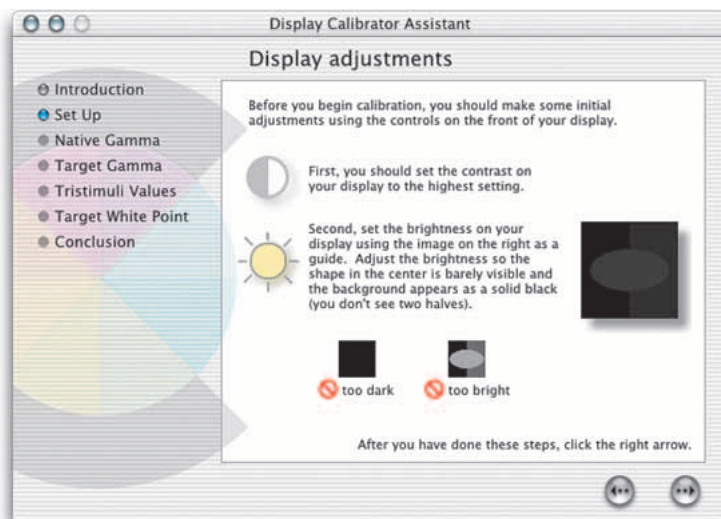 Display Calibrator Assistant
Display adjustments
Introduction
Set Up
Native Gamma
Target Gamma
Tristimuli Values
Target White Point
Conclusion
Before you begin calibration, you should make some initial
adjustments using the controls on the front of your display.
First, you should set the contrast on
your display to the highest setting.
Second, set the brightness on your
display using the image on the right as a
guide. Adjust the brightness so the
shape in the center is barely visible and
the background appears as a solid black
(you don't see two halves).
too dark
too bright
After you have done these steps, click the right arrow.